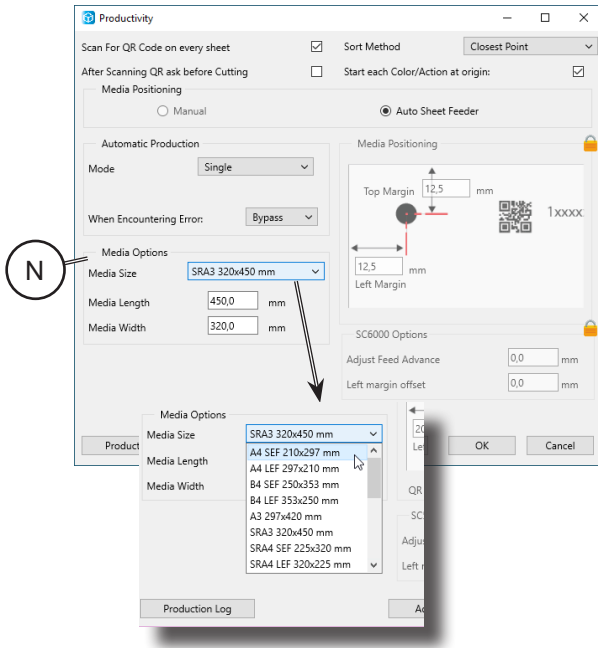 Productivity
Scan For QR Code on every sheet
Sort Method
Closest Point
After Scanning QR ask before Cutting
Start each Color/Action at origin:
Media Positioning
Manual
Auto Sheet Feeder
Automatic Production
Mode
Single
When Encountering Error:
Bypass
Media Positioning
Top Margin
12,5
mm
1xxxx
12,5
mm
Left Margin
N
Media Options
Media Size
SRA3 320x450 mm
Media Length
450,0
mm
Media Width
320,0
mm
SC6000 Options
Adjust Feed Advance
0,0
mm
Left margin offset
0,0
mm
Product
OK
Cancel
Media Options
Media Size
SRA3 320x450 mm
Media Length
Media Width
A4 SEF 210x297 mm
A4 LEF 297x210 mm
B4 SEF 250x353 mm
B4 LEF 353x250 mm
A3 297x420 mm
SRA3 320x450 mm
SRA4 SEF 225x320 mm
SRA4 LEF 320x225 mm
20
QR
Left
Production Log